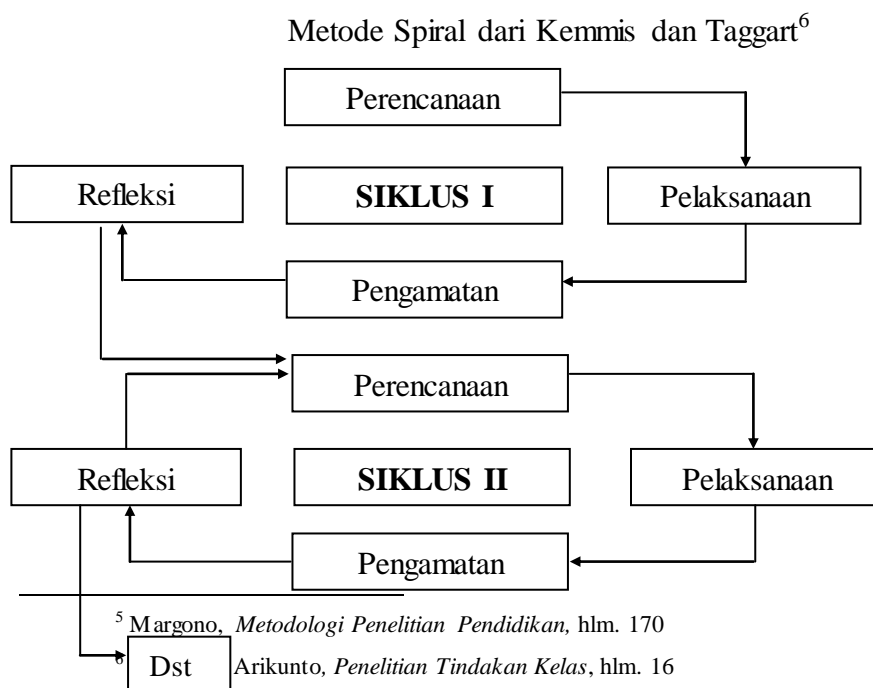 Metode Spiral dari Kemmis dan Taggart⁶
Perencanaan
Refleksi
SIKLUS I
Pelaksanaan
Pengamatan
Perencanaan
Refleksi
SIKLUS II
Pelaksanaan
Pengamatan
⁵ Margono, Metodologi Penelitian Pendidikan, hlm. 170
⁶ Dst Arikunto, Penelitian Tindakan Kelas, hlm. 16